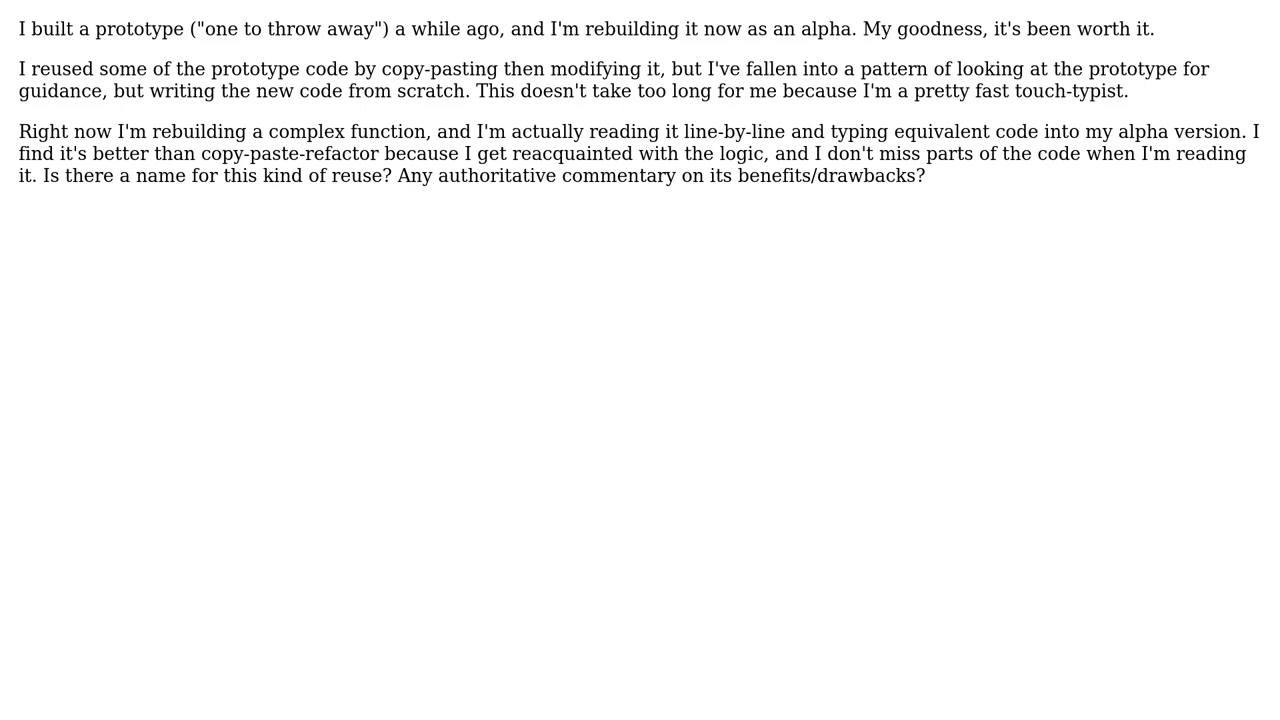 I built a prototype ("one to throw away") a while ago, and I'm rebuilding it now as an alpha. My goodness, it's been worth it.
I reused some of the prototype code by copy-pasting then modifying it, but I've fallen into a pattern of looking at the prototype for
guidance, but writing the new code from scratch. This doesn't take too long for me because I'm a pretty fast touch-typist.
Right now I'm rebuilding a complex function, and I'm actually reading it line-by-line and typing equivalent code into my alpha version. I
find it's better than copy-paste-refactor because I get reacquainted with the logic, and I don't miss parts of the code when I'm reading
it. Is there a name for this kind of reuse? Any authoritative commentary on its benefits/drawbacks?